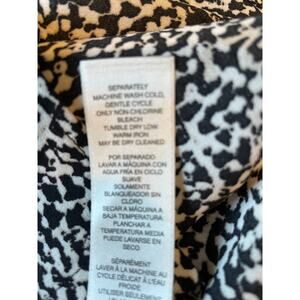 SEPARATELY
MACHINE WASH COLD,
GENTLE CYCLE
ONLY NON-CHLORINE
BLEACH
TUMBLE DRY LOW
WARM IRON
MAY BE DRY CLEANED
POR SEPARADO
LAVAR A MÁQUINA CON
AGUA FRÍA EN CICLO
SUAVE
SOLAMENTE
BLANQUEADOR SIN
CLORO
SECAR A MÁQUINA A
BAJA TEMPERATURA
PLANCHAR A
TEMPERATURA MEDIA
PUEDE LAVARSE EN
SECO
SÉPARÉMENT
LAVER À LA MACHINE AU
CYCLE DÉLICAT À L'EAU
FROIDE
UTILISER SEULEMENT